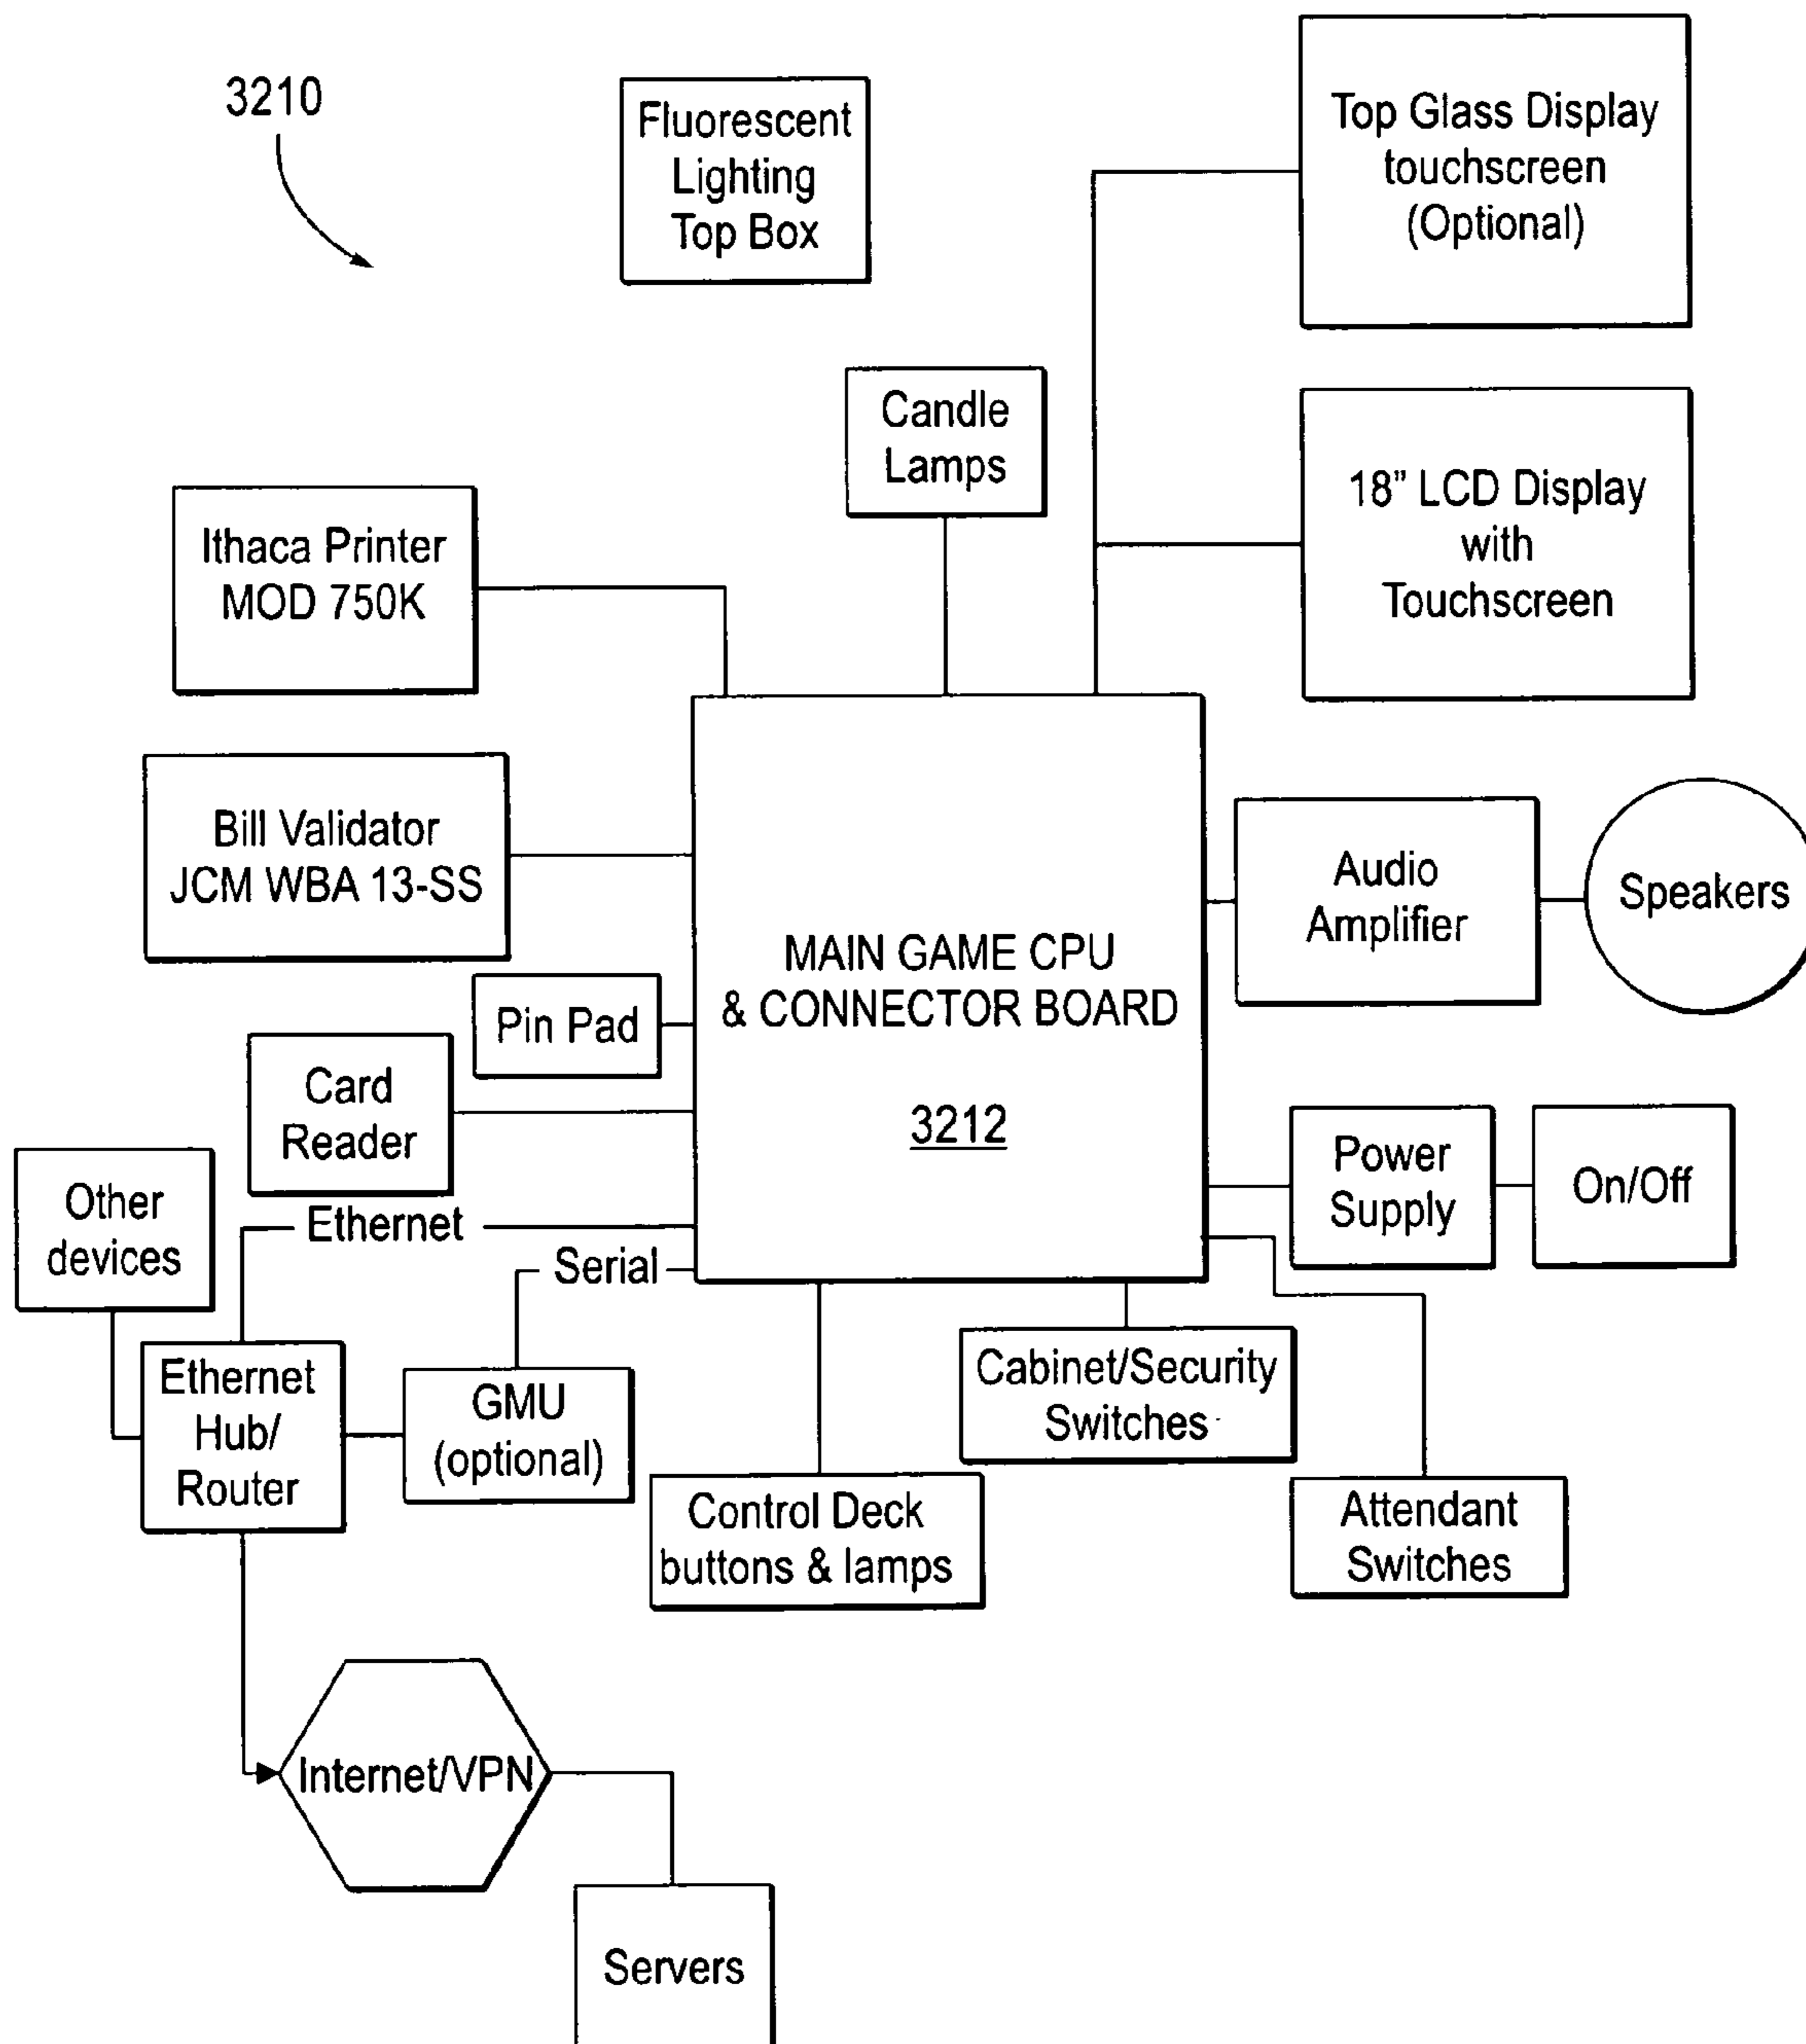 3210
Fluorescent
Lighting
Top Box
Top Glass Display
touchscreen
(Optional)
Candle
Lamps
18” LCD Display
with
Touchscreen
Ithaca Printer
MOD 750K
Bill Validator
JCM WBA 13-SS
Audio
Amplifier
Speakers
MAIN GAME CPU
& CONNECTOR BOARD
3212
Pin Pad
Card
Reader
Power
Supply
On/Off
Other
devices
Ethernet
Serial
Ethernet
Hub/
Router
GMU
(optional)
Cabinet/Security
Switches
Control Deck
buttons & lamps
Attendant
Switches
Internet/VPN
Servers